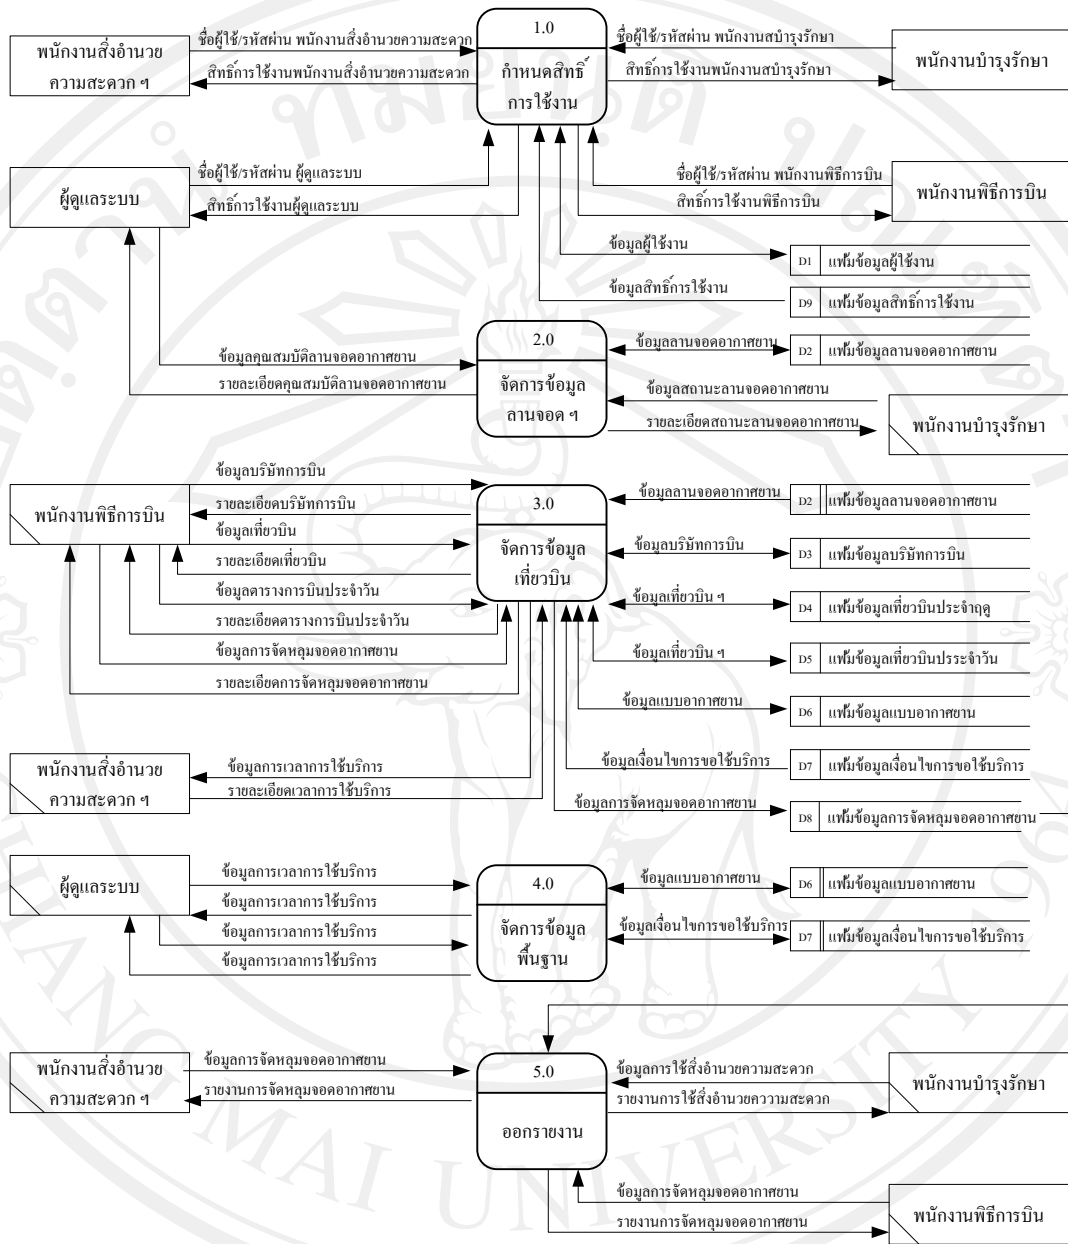 พนักงานสิ่งอำนวย
ความสะดวก ฯ
ชื่อผู้ใช้/รหัสผ่าน พนักงานสิ่งอำนวยความสะดวก
สิทธิ์การใช้งานพนักงานสิ่งอำนวยความสะดวก
1.0
กำหนดสิทธิ์
การใช้งาน
ชื่อผู้ใช้/รหัสผ่าน พนักงานสบำรุงรักษา
สิทธิ์การใช้งานพนักงานสบำรุงรักษา
พนักงานบำรุงรักษา
ผู้ดูแลระบบ
ชื่อผู้ใช้/รหัสผ่าน ผู้ดูแลระบบ
สิทธิ์การใช้งานผู้ดูแลระบบ
ชื่อผู้ใช้/รหัสผ่าน พนักงานพิธีการบิน
สิทธิ์การใช้งานพิธีการบิน
พนักงานพิธีการบิน
ข้อมูลผู้ใช้งาน
D1 แฟ้มข้อมูลผู้ใช้งาน
ข้อมูลสิทธิ์การใช้งาน
D9 แฟ้มข้อมูลสิทธิ์การใช้งาน
ข้อมูลคุณสมบัติลานจอดอากาศยาน
รายละเอียดคุณสมบัติลานจอดอากาศยาน
2.0
จัดการข้อมูล
ลานจอด ฯ
ข้อมูลลานจอดอากาศยาน
D2 แฟ้มข้อมูลลานจอดอากาศยาน
ข้อมูลสถานะลานจอดอากาศยาน
รายละเอียดสถานะลานจอดอากาศยาน
พนักงานบำรุงรักษา
พนักงานพิธีการบิน
ข้อมูลบริษัทการบิน
รายละเอียดบริษัทการบิน
ข้อมูลเที่ยวบิน
รายละเอียดเที่ยวบิน
ข้อมูลตารางการบินประจำวัน
รายละเอียดตารางการบินประจำวัน
ข้อมูลการจัดหลุมจอดอากาศยาน
รายละเอียดการจัดหลุมจอดอากาศยาน
3.0
จัดการข้อมูล
เที่ยวบิน
ข้อมูลลานจอดอากาศยาน
D2 แฟ้มข้อมูลลานจอดอากาศยาน
ข้อมูลบริษัทการบิน
D3 แฟ้มข้อมูลบริษัทการบิน
ข้อมูลเที่ยวบิน ฯ
D4 แฟ้มข้อมูลเที่ยวบินประจำฤดู
ข้อมูลเที่ยวบิน ฯ
D5 แฟ้มข้อมูลเที่ยวบินปรระจำวัน
ข้อมูลแบบอากาศยาน
D6 แฟ้มข้อมูลแบบอากาศยาน
ข้อมูลเงื่อนไขการขอใช้บริการ
D7 แฟ้มข้อมูลเงื่อนไขการขอใช้บริการ
ข้อมูลการจัดหลุมจอดอากาศยาน
D8 แฟ้มข้อมูลการจัดหลุมจอดอากาศยาน
พนักงานสิ่งอำนวย
ความสะดวก ฯ
ข้อมูลการเวลาการใช้บริการ
รายละเอียดเวลาการใช้บริการ
ผู้ดูแลระบบ
ข้อมูลการเวลาการใช้บริการ
ข้อมูลการเวลาการใช้บริการ
ข้อมูลการเวลาการใช้บริการ
ข้อมูลการเวลาการใช้บริการ
4.0
จัดการข้อมูล
พื้นฐาน
ข้อมูลแบบอากาศยาน
D6 แฟ้มข้อมูลแบบอากาศยาน
ข้อมูลเงื่อนไขการขอใช้บริการ
D7 แฟ้มข้อมูลเงื่อนไขการขอใช้บริการ
พนักงานสิ่งอำนวย
ความสะดวก ฯ
ข้อมูลการจัดหลุมจอดอากาศยาน
รายงานการจัดหลุมจอดอากาศยาน
5.0
ออกรายงาน
ข้อมูลการใช้สิ่งอำนวยความสะดวก
รายงานการใช้สิ่งอำนวยคววามสะดวก
พนักงานบำรุงรักษา
ข้อมูลการจัดหลุมจอดอากาศยาน
รายงานการจัดหลุมจอดอากาศยาน
พนักงานพิธีการบิน
MAI UNIVERSITY 1964